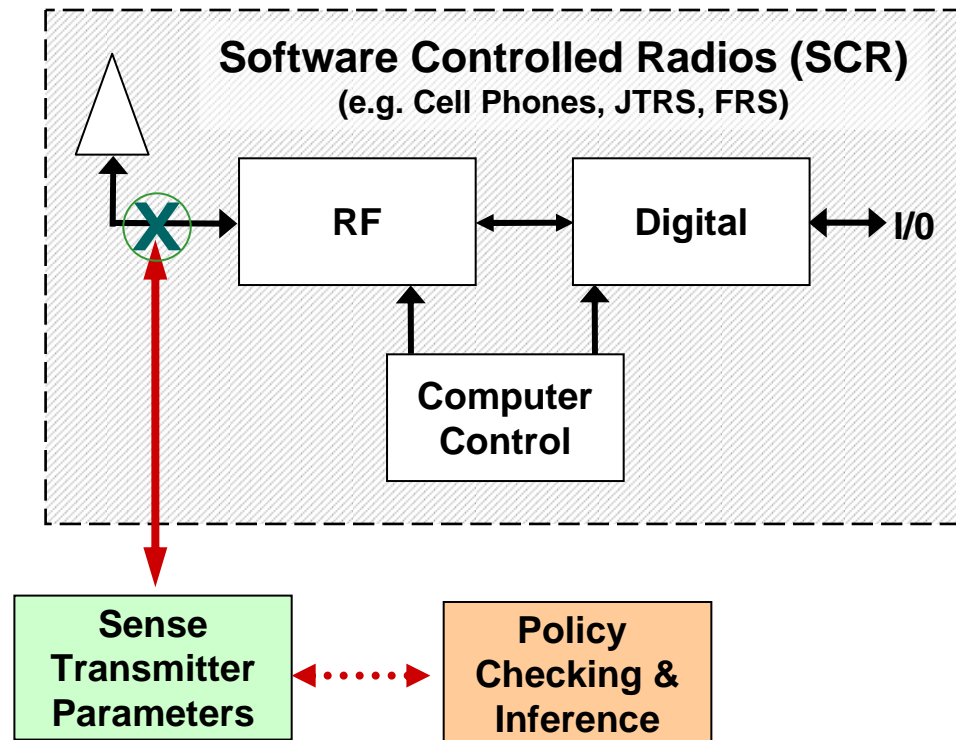 Software Controlled Radios (SCR)
(e.g. Cell Phones, JTRS, FRS)
X
RF
Digital
I/0
Computer
Control
Sense
Transmitter
Parameters
Policy
Checking &
Inference